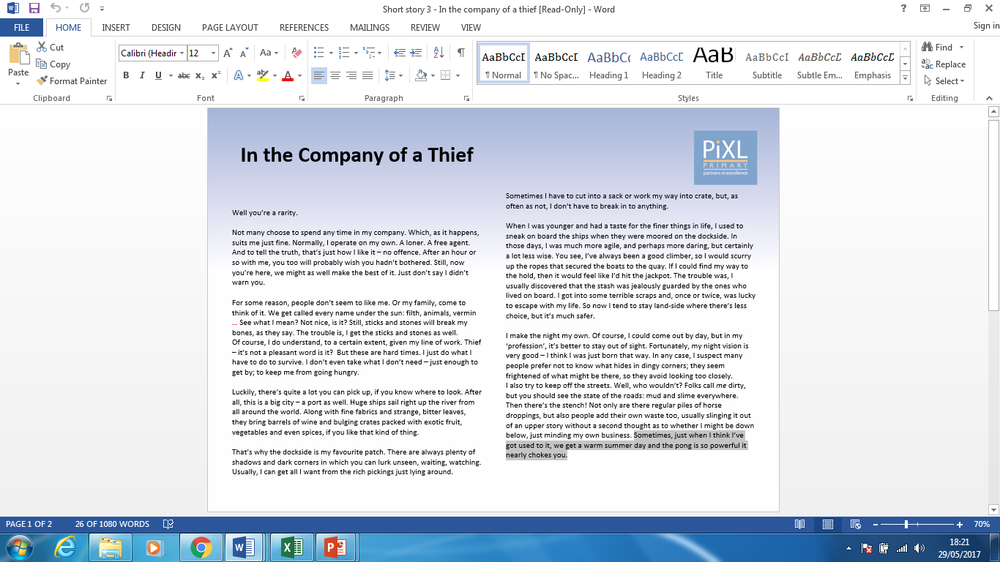 Short story 3 - In the company of a thief [Read-Only] - Word
FILE HOME INSERT DESIGN PAGE LAYOUT REFERENCES MAILINGS REVIEW VIEW Sign in
Paste
Cut
Copy
Format Painter
Clipboard
Calibri (Headir 12
Font
Paragraph
AaBbCcI AaBbCcI AaBbCc AaBbCcD AaB AaBbCcI AaBbCcD AaBbCcD
¶ Normal ¶ No Spac... Heading 1 Heading 2 Title Subtitle Subtle Em... Emphasis
Styles
Find
Replace
Select
Editing
In the Company of a Thief
PiXL
PRIMARY
partners in excellence
Well you’re a rarity.
Not many choose to spend any time in my company. Which, as it happens,
suits me just fine. Normally, I operate on my own. A loner. A free agent.
And to tell the truth, that’s just how I like it – no offence. After an hour or
so with me, you too will probably wish you hadn’t bothered. Still, now
you’re here, we might as well make the best of it. Just don’t say I didn’t
warn you.
For some reason, people don’t seem to like me. Or my family, come to
think of it. We get called every name under the sun: filth, animals, vermin
... See what I mean? Not nice, is it? Still, sticks and stones will break my
bones, as they say. The trouble is, I get the sticks and stones as well.
Of course, I do understand, to a certain extent, given my line of work. Thief
– it’s not a pleasant word is it? But these are hard times. I just do what I
have to do to survive. I don’t even take what I don’t need – just enough to
get by; to keep me from going hungry.
Luckily, there’s quite a lot you can pick up, if you know where to look. After
all, this is a big city – a port as well. Huge ships sail right up the river from
all around the world. Along with fine fabrics and strange, bitter leaves,
they bring barrels of wine and bulging crates packed with exotic fruit,
vegetables and even spices, if you like that kind of thing.
That’s why the dockside is my favourite patch. There are always plenty of
shadows and dark corners in which you can lurk unseen, waiting, watching.
Usually, I can get all I want from the rich pickings just lying around.
Sometimes I have to cut into a sack or work my way into crate, but, as
often as not, I don’t have to break in to anything.
When I was younger and had a taste for the finer things in life, I used to
sneak on board the ships when they were moored on the dockside. In
those days, I was much more agile, and perhaps more daring, but certainly
a lot less wise. You see, I’ve always been a good climber, so I would scurry
up the ropes that secured the boats to the quay. If I could find my way to
the hold, then it would feel like I’d hit the jackpot. The trouble was, I
usually discovered that the stash was jealously guarded by the ones who
lived on board. I got into some terrible scraps and, once or twice, was lucky
to escape with my life. So now I tend to stay land-side where there’s less
choice, but it’s much safer.
I make the night my own. Of course, I could come out by day, but in my
‘profession’, it’s better to stay out of sight. Fortunately, my night vision is
very good – I think I was just born that way. In any case, I suspect many
people prefer not to know what hides in dingy corners; they seem
frightened of what might be there, so they avoid looking too closely.
I also try to keep off the streets. Well, who wouldn’t? Folks call me dirty,
but you should see the state of the roads: mud and slime everywhere.
Then there’s the stench! Not only are there regular piles of horse
droppings, but also people add their own waste too, usually slinging it out
of an upper story without a second thought as to whether I might be down
below, just minding my own business. Sometimes, just when I think I’ve
got used to it, we get a warm summer day and the pong is so powerful it
nearly chokes you.
PAGE 1 OF 2 26 OF 1080 WORDS 70%
18:21
29/05/2017